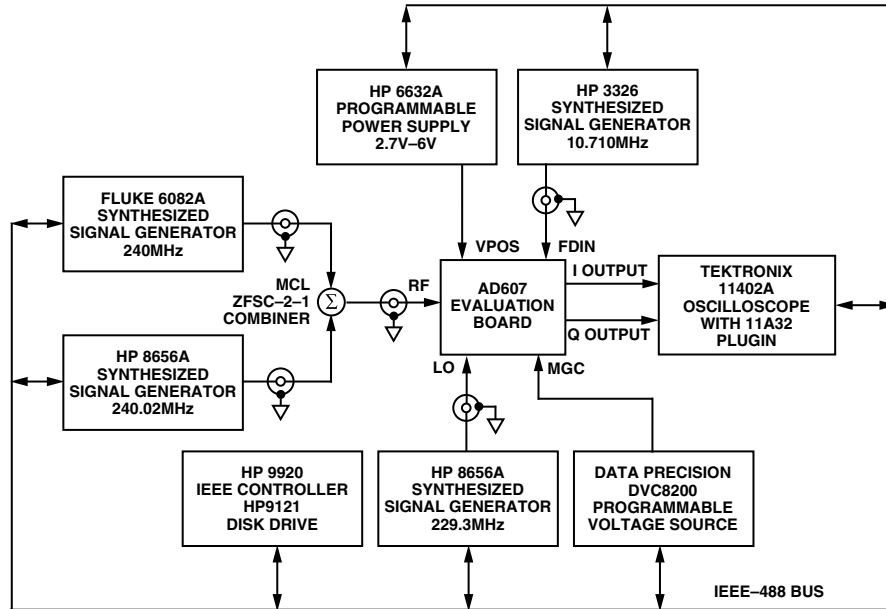 HP 6632A
PROGRAMMABLE
POWER SUPPLY
2.7V–6V
HP 3326
SYNTHESIZED
SIGNAL GENERATOR
10.710MHz
FLUKE 6082A
SYNTHESIZED
SIGNAL GENERATOR
240MHz
VPOS
FDIN
MCL
ZFSC–2–1
COMBINER
Σ
RF
AD607
EVALUATION
BOARD
I OUTPUT
Q OUTPUT
TEKTRONIX
11402A
OSCILLOSCOPE
WITH 11A32
PLUGIN
HP 8656A
SYNTHESIZED
SIGNAL GENERATOR
240.02MHz
LO
MGC
HP 9920
IEEE CONTROLLER
HP9121
DISK DRIVE
HP 8656A
SYNTHESIZED
SIGNAL GENERATOR
229.3MHz
DATA PRECISION
DVC8200
PROGRAMMABLE
VOLTAGE SOURCE
IEEE–488 BUS